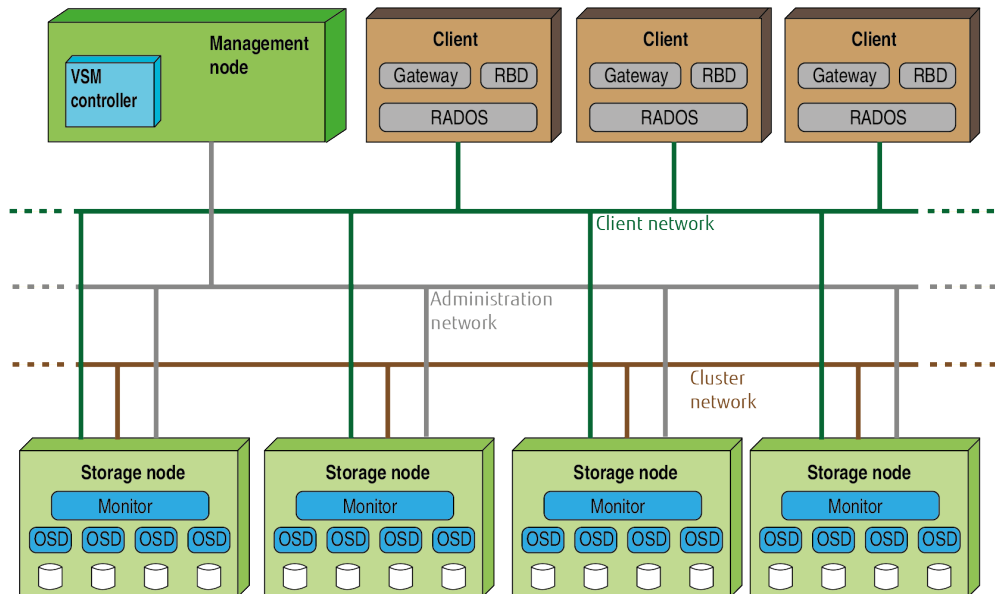 Management
node
VSM
controller
Client
Gateway
RBD
RADOS
Client
Gateway
RBD
RADOS
Client
Gateway
RBD
RADOS
Client network
Administration
network
Cluster
network
Storage node
Monitor
OSD OSD OSD OSD
Storage node
Monitor
OSD OSD OSD OSD
Storage node
Monitor
OSD OSD OSD OSD
Storage node
Monitor
OSD OSD OSD OSD